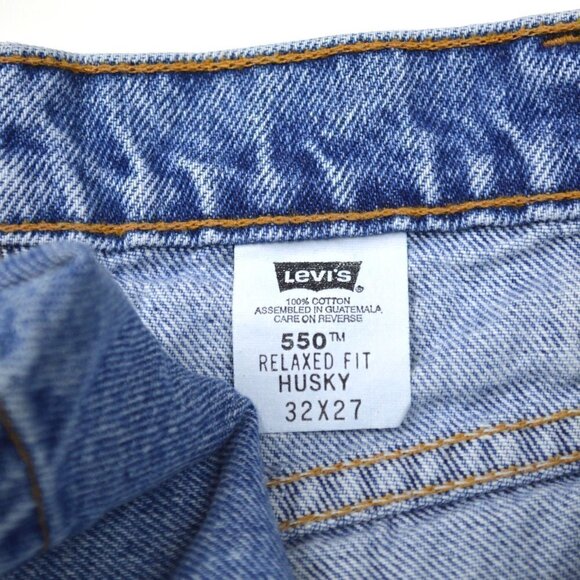 LEVI'S
100% COTTON
ASSEMBLED IN GUATEMALA,
CARE ON REVERSE
550™
RELAXED FIT
HUSKY
32X27